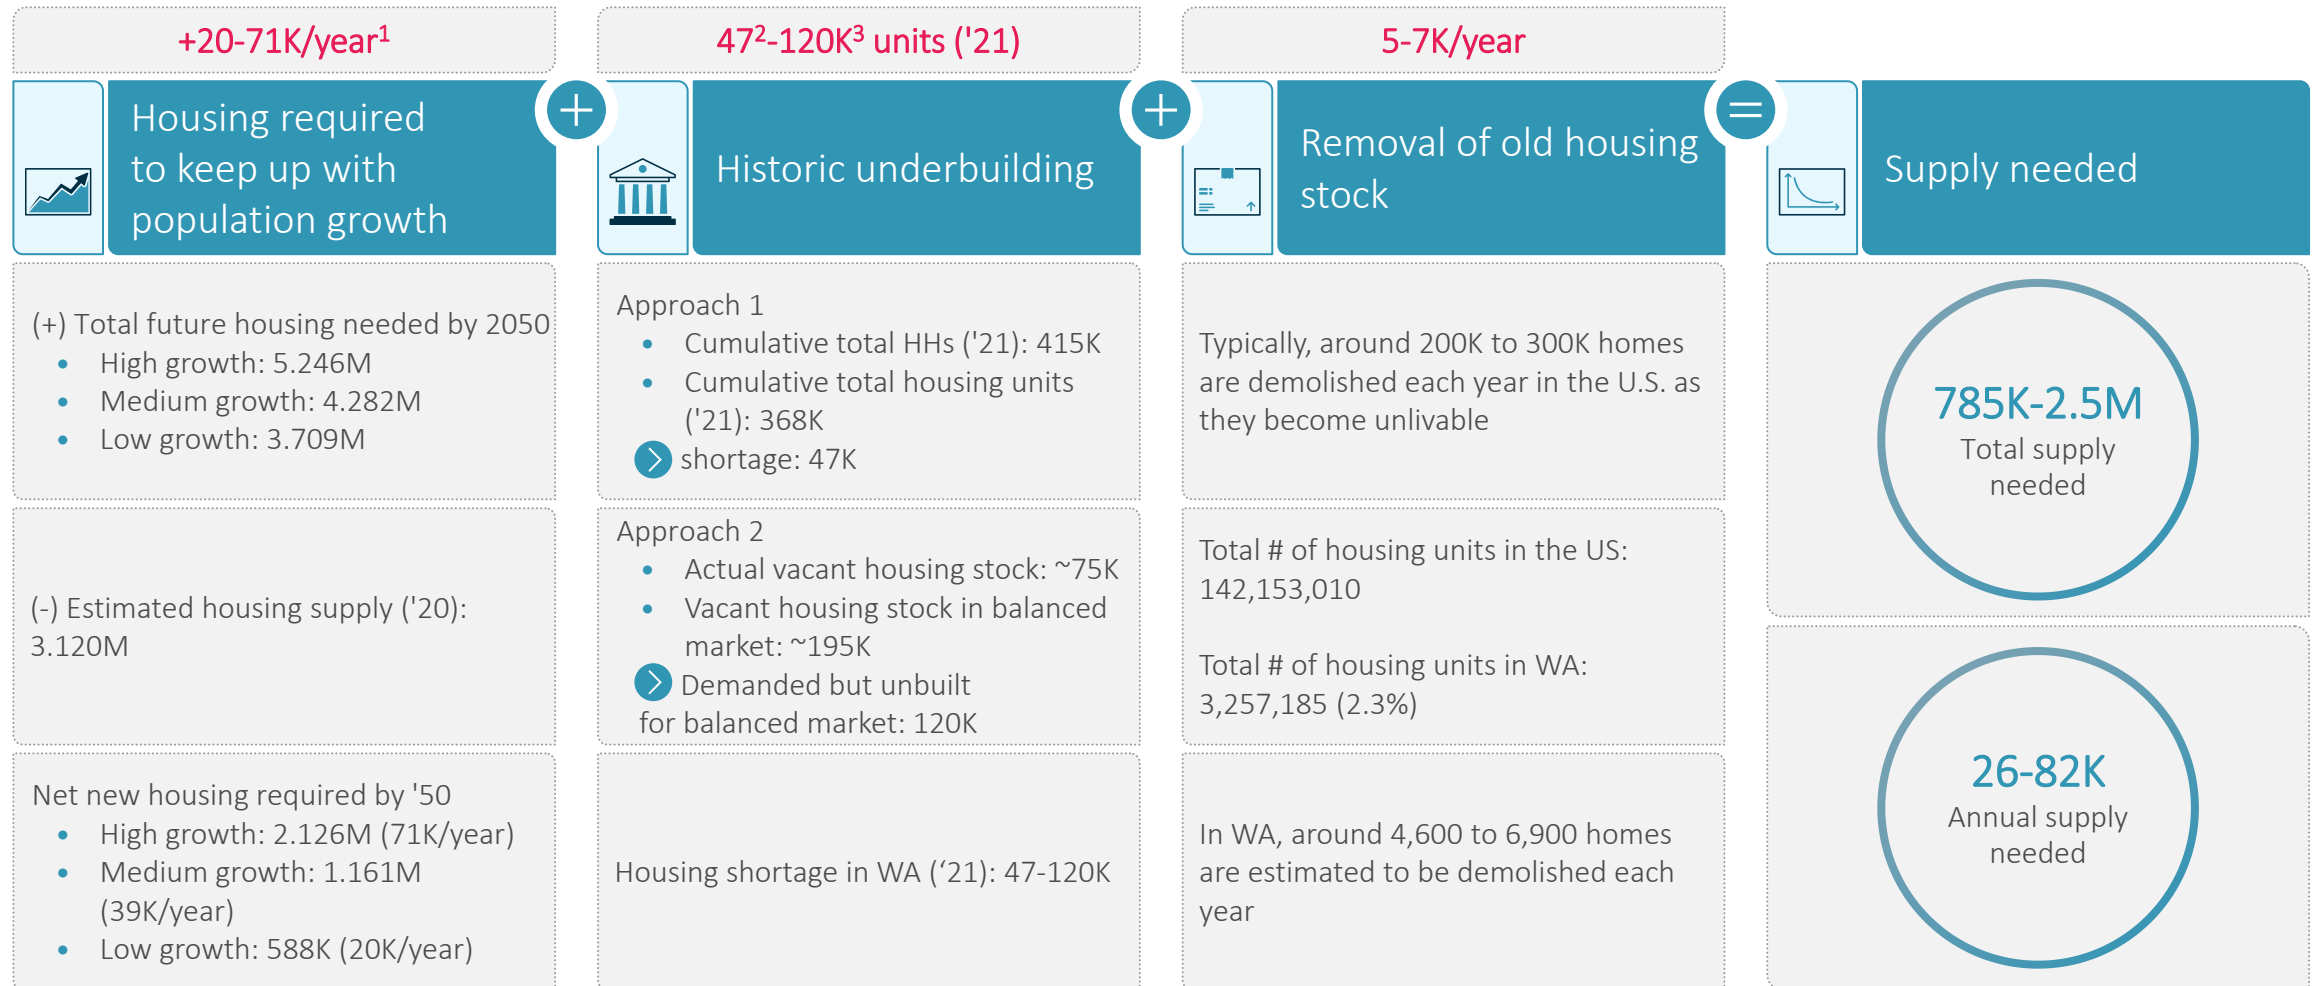 +20-71K/year¹
Housing required
to keep up with
population growth
(+) Total future housing needed by 2050
• High growth: 5.246M
• Medium growth: 4.282M
• Low growth: 3.709M
(-) Estimated housing supply ('20):
3.120M
Net new housing required by '50
• High growth: 2.126M (71K/year)
• Medium growth: 1.161M
(39K/year)
• Low growth: 588K (20K/year)
+
47²-120K³ units ('21)
Historic underbuilding
Approach 1
• Cumulative total HHs ('21): 415K
• Cumulative total housing units
('21): 368K
shortage: 47K
Approach 2
• Actual vacant housing stock: ~75K
• Vacant housing stock in balanced
market: ~195K
Demanded but unbuilt
for balanced market: 120K
Housing shortage in WA (‘21): 47-120K
+
5-7K/year
Removal of old housing
stock
Typically, around 200K to 300K homes
are demolished each year in the U.S. as
they become unlivable
Total # of housing units in the US:
142,153,010
Total # of housing units in WA:
3,257,185 (2.3%)
In WA, around 4,600 to 6,900 homes
are estimated to be demolished each
year
=
Supply needed
785K-2.5M
Total supply
needed
26-82K
Annual supply
needed